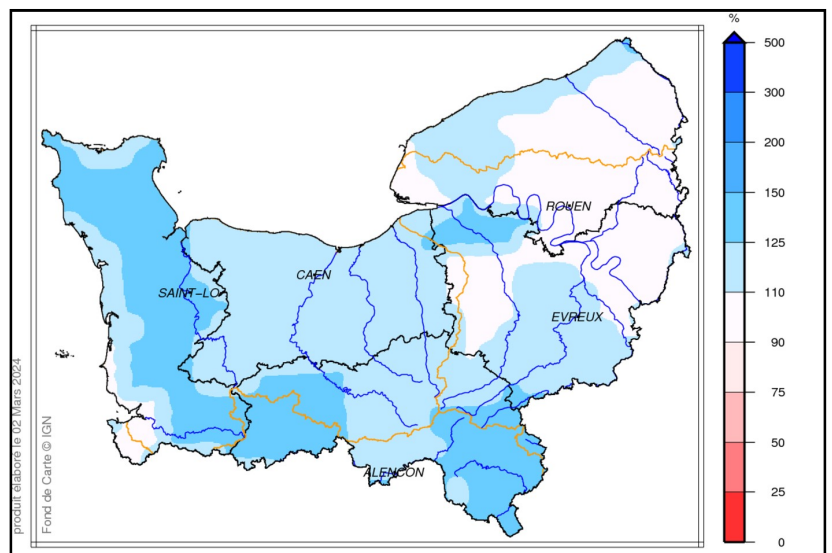 %
500
300
200
150
125
110
90
75
50
25
0
ROUEN
CAEN
SAINT-LO
EVREUX
ALENCON
produit élaboré le 02 Mars 2024
Fond de Carte © IGN